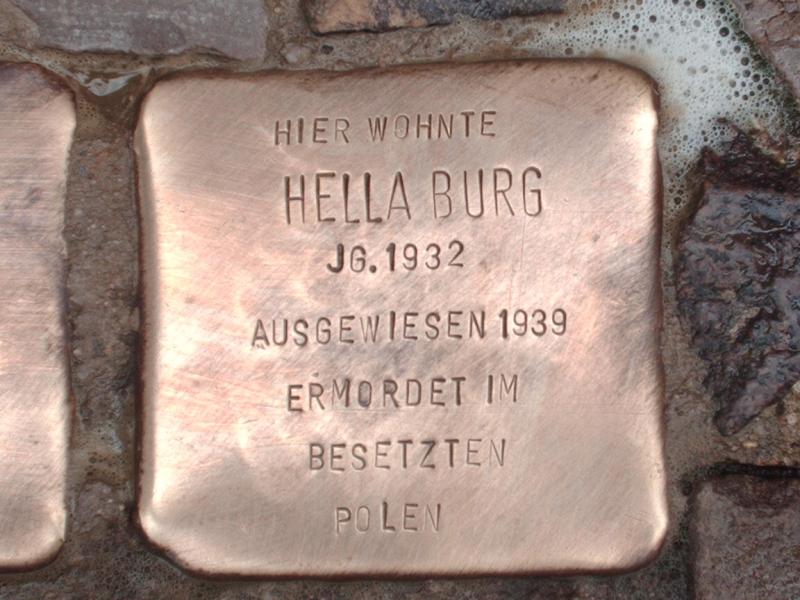 HIER WOHNTE
HELLA BURG
JG. 1932
AUSGEWIESEN 1939
ERMORDET IM
BESETZTEN
POLEN